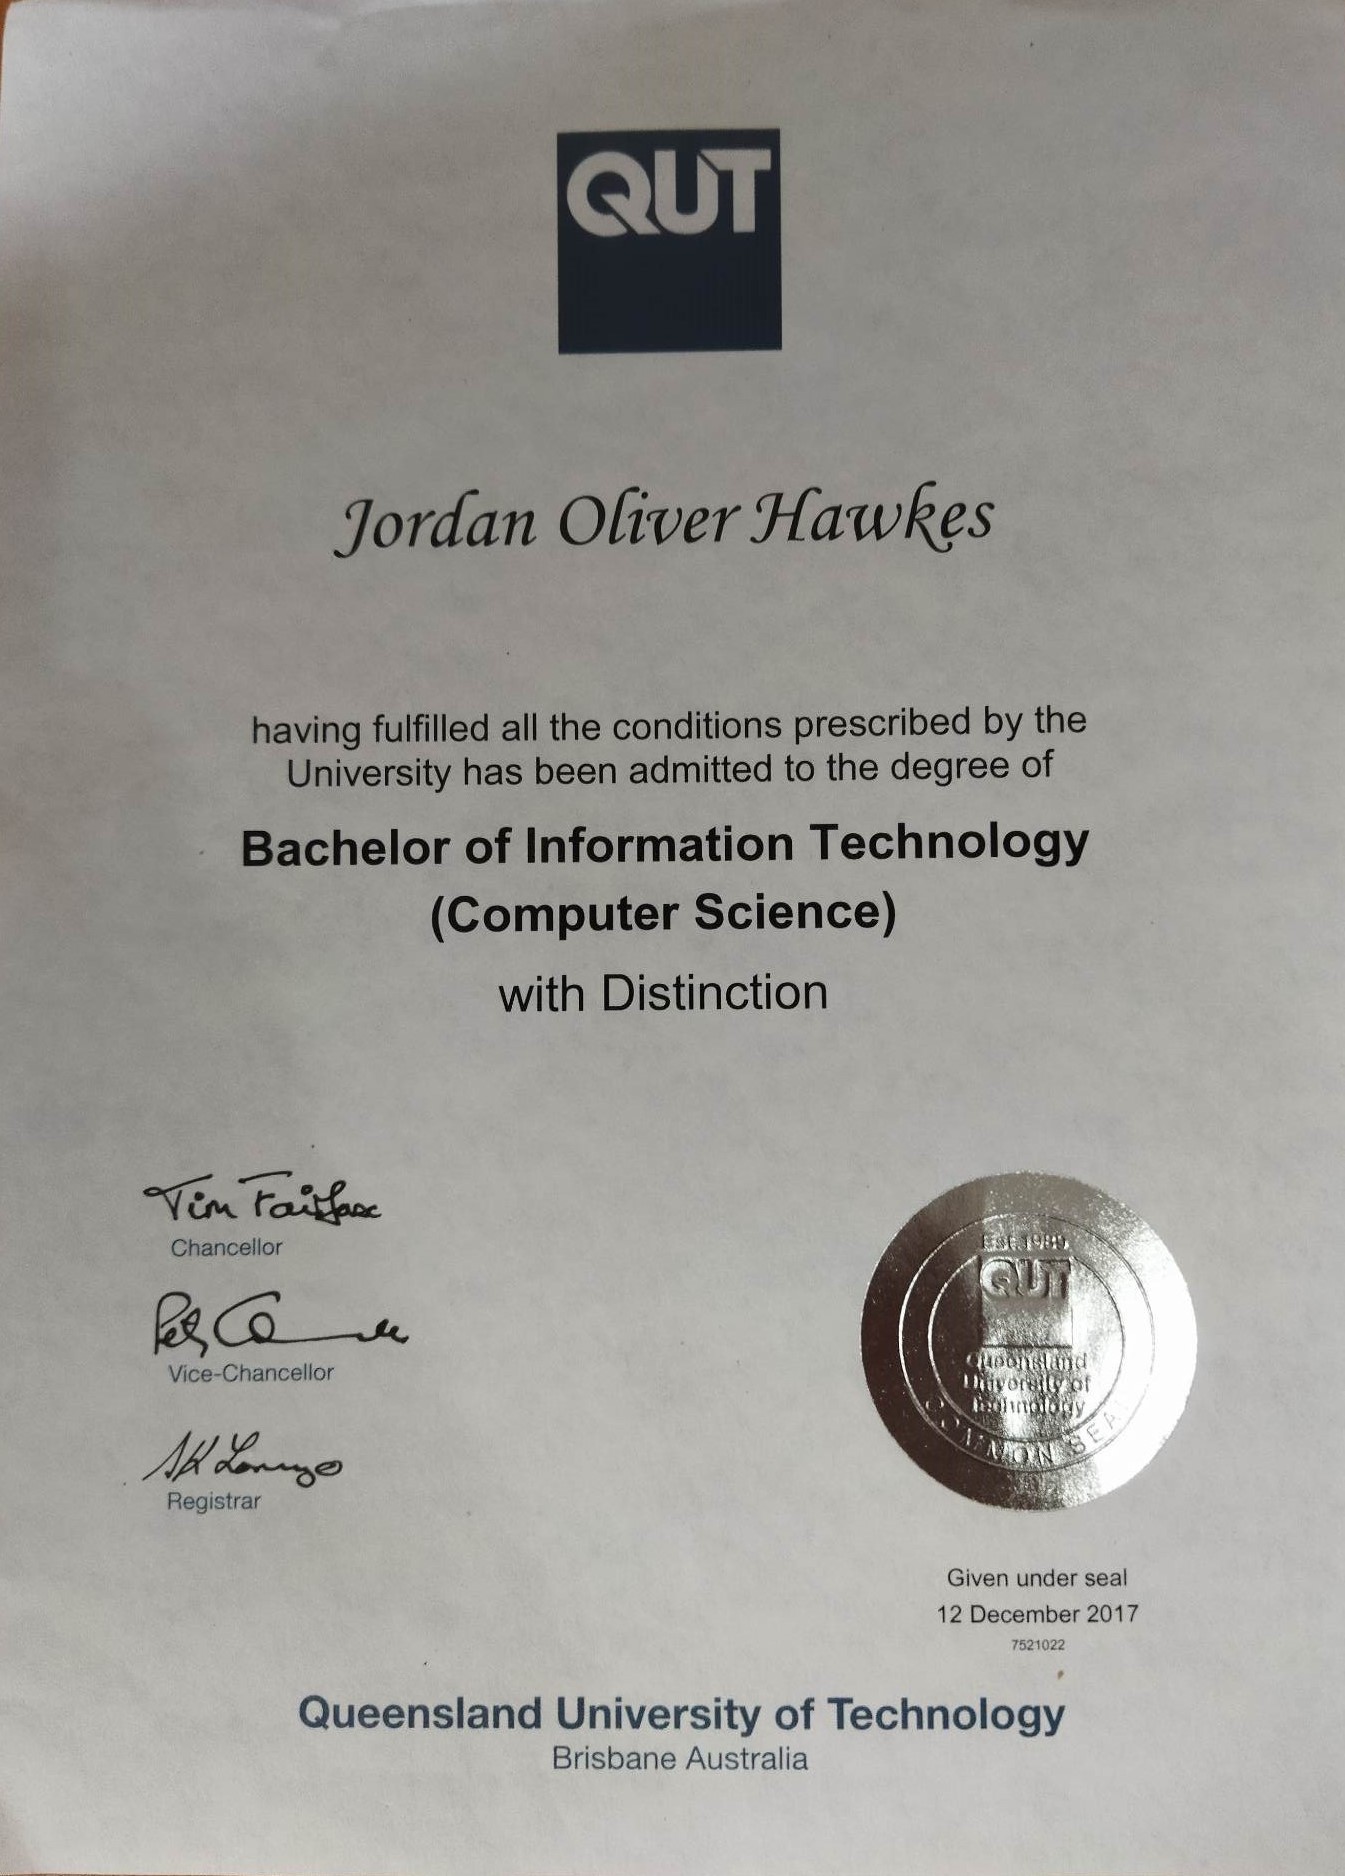 QUT
Jordan Oliver Hawkes
having fulfilled all the conditions prescribed by the
University has been admitted to the degree of
Bachelor of Information Technology
(Computer Science)
with Distinction
Tim Fairfax
Chancellor
Vice-Chancellor
Registrar
Est.1989
QUT
Queensland
University of
Technology
COMMON SEAL
Given under seal
12 December 2017
7521022
Queensland University of Technology
Brisbane Australia